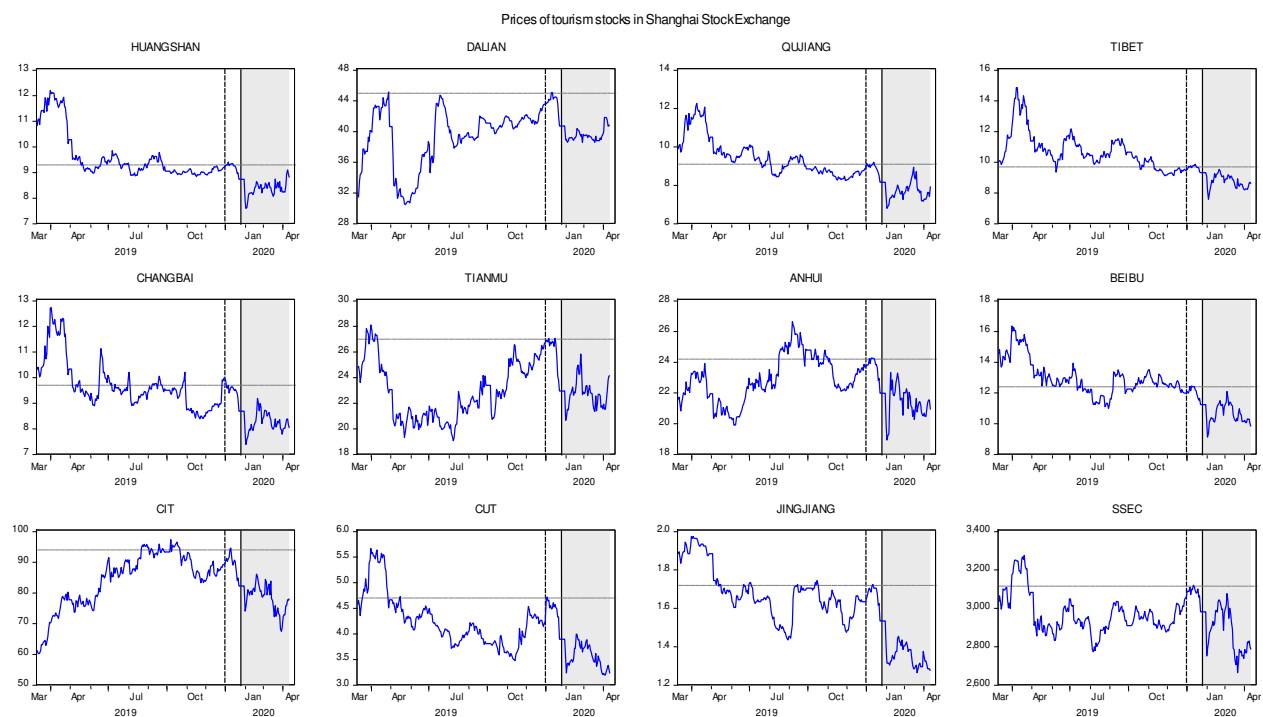 Prices of tourism stocks in Shanghai Stock Exchange
HUANGSHAN DALIAN QUJIANG TIBET
13 48 14 16
12 44 12 14
11 40 10 12
10 36 8 10
9 32 6 8
8 28 6
7
Mar Apr Jul Oct Jan Apr Mar Apr Jul Oct Jan Apr Mar Apr Jul Oct Jan Apr Mar Apr Jul Oct Jan Apr
2019 2020 2019 2020 2019 2020 2019 2020
CHANGBAI TIANMU ANHUI BEIBU
13 30 28 18
12 28 26 16
11 26 24 14
10 24 22 12
9 22 20 10
8 20 18 8
7 18
Mar Apr Jul Oct Jan Apr Mar Apr Jul Oct Jan Apr Mar Apr Jul Oct Jan Apr Mar Apr Jul Oct Jan Apr
2019 2020 2019 2020 2019 2020 2019 2020
CIT CUT JINGJIANG SSEC
100 6.0 2.0 3,400
90 5.5 1.8 3,200
80 5.0 1.6 3,000
70 4.5 1.4 2,800
60 4.0 1.2 2,600
50 3.5
3.0
Mar Apr Jul Oct Jan Apr Mar Apr Jul Oct Jan Apr Mar Apr Jul Oct Jan Apr Mar Apr Jul Oct Jan Apr
2019 2020 2019 2020 2019 2020 2019 2020